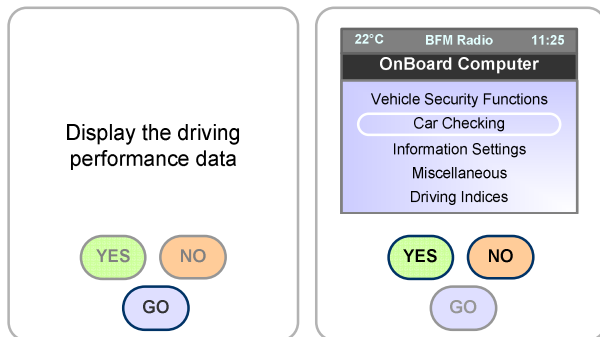 Display the driving
performance data
YES NO
GO
22°C BFM Radio 11:25
OnBoard Computer
Vehicle Security Functions
Car Checking
Information Settings
Miscellaneous
Driving Indices
YES NO
GO